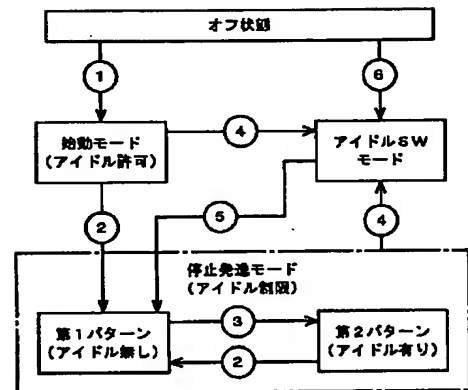 オフ状態
①
⑥
始動モード
(アイドル許可)
④
アイドルSW
モード
②
⑤
④
停止発進モード
(アイドル制限)
第1パターン
(アイドル無し)
③
第2パターン
(アイドル有り)
②